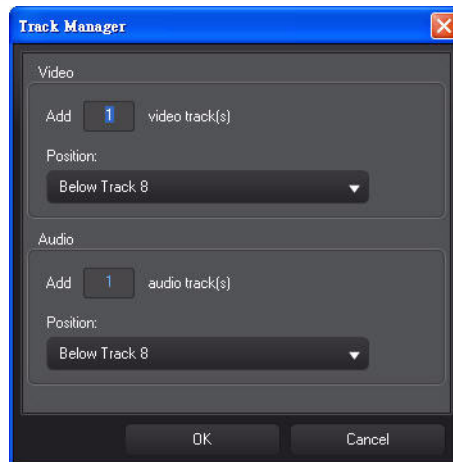 Track Manager
Video
Add 1 video track(s)
Position:
Below Track 8
Audio
Add 1 audio track(s)
Position:
Below Track 8
OK Cancel